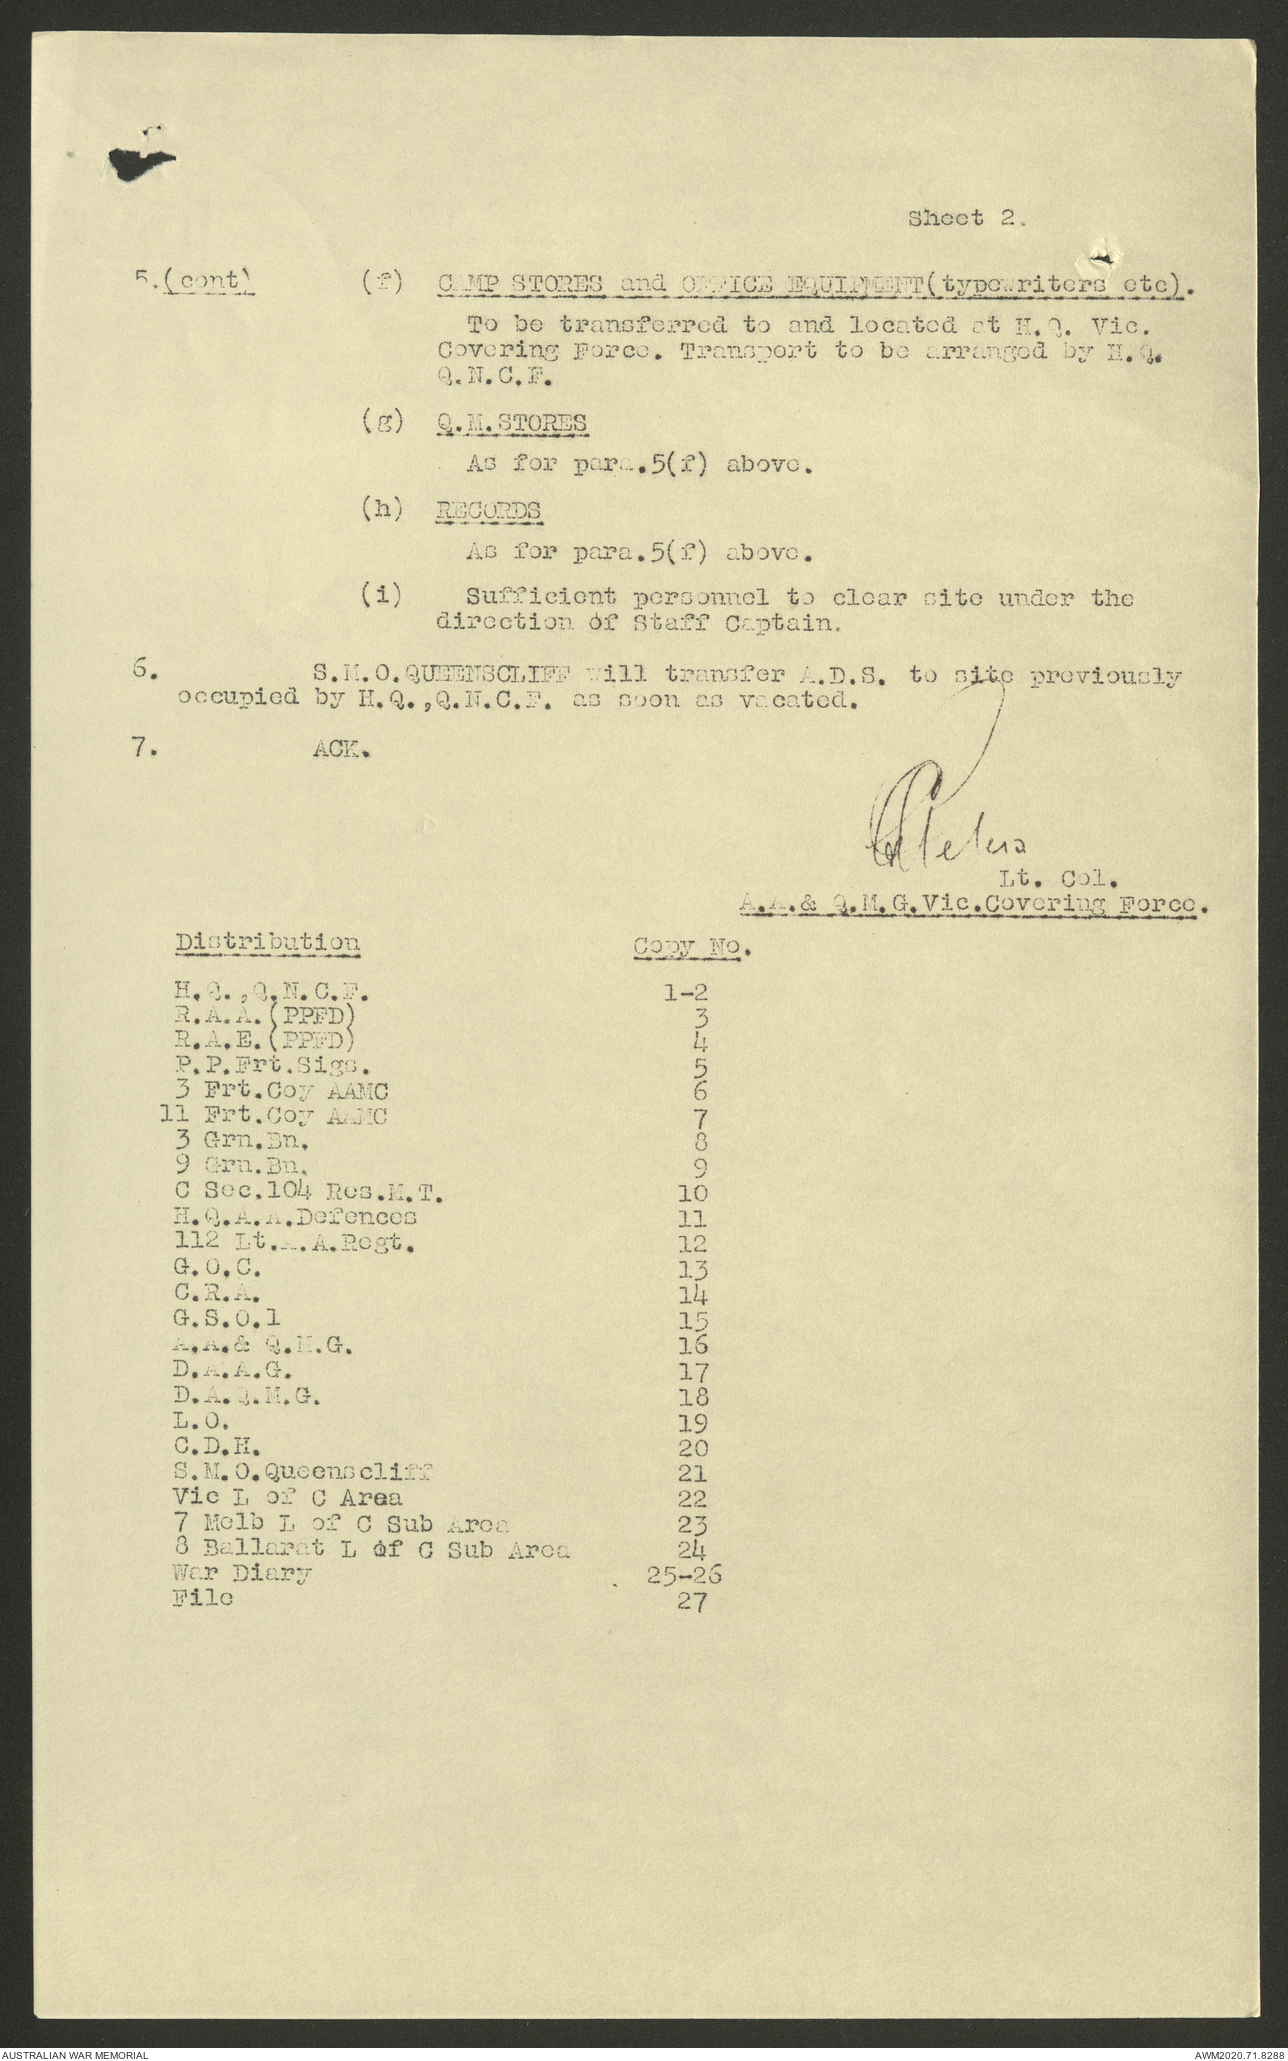 Sheet 2.
5.(cont) (f) CAMP STORES and OFFICE EQUIPMENT(typewriters etc).
To be transferred to and located at H.Q. Vic.
Covering Force. Transport to be arranged by H.Q.
Q.N.C.F.
(g) Q.M.STORES
As for para.5(f) above.
(h) RECORDS
As for para.5(f) above.
(i) Sufficient personnel to clear site under the
direction of Staff Captain.
6. S.M.O.QUEENSCLIFF will transfer A.D.S. to site previously
occupied by H.Q.,Q.N.C.F. as soon as vacated.
7. ACK.
Lt. Col.
A.A.& Q.M.G.Vic.Covering Force.
Distribution Copy No.
H.Q.,Q.N.C.F. 1-2
R.A.A.(PPFD) 3
R.A.E.(PPFD) 4
P.P.Frt.Sigs. 5
3 Frt.Coy AAMC 6
11 Frt.Coy AAMC 7
3 Grn.Bn. 8
9 Grn.Bn. 9
C Sec.104 Res.M.T. 10
H.Q.A.A.Defences 11
112 Lt.A.A.Regt. 12
G.O.C. 13
C.R.A. 14
G.S.O.1 15
A.A.& Q.M.G. 16
D.A.A.G. 17
D.A.Q.M.G. 18
L.O. 19
C.D.H. 20
S.M.O.Queenscliff 21
Vic L of C Area 22
7 Melb L of C Sub Area 23
8 Ballarat L of C Sub Area 24
War Diary 25-26
File 27
AUSTRALIAN WAR MEMORIAL AWM2020.71.8288